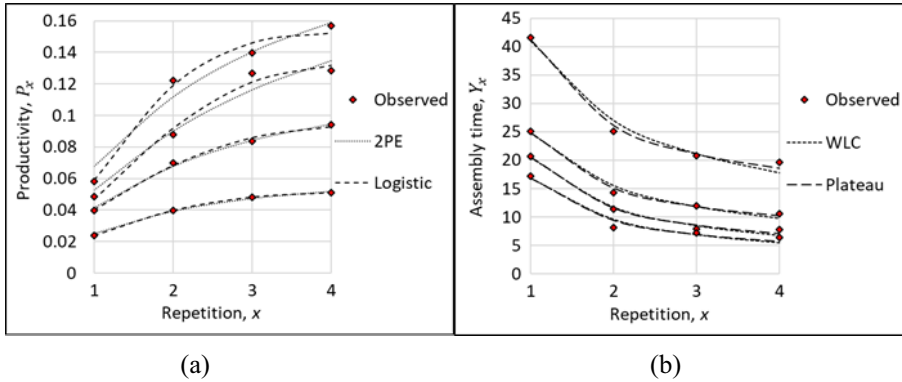 0.16
0.14
0.12
0.1
0.08
0.06
0.04
0.02
0
Productivity, Pₓ
1 2 3 4
Repetition, x
Observed
2PE
Logistic
(a)
45
40
35
30
25
20
15
10
5
0
Assembly time, Yₓ
1 2 3 4
Repetition, x
Observed
WLC
Plateau
(b)